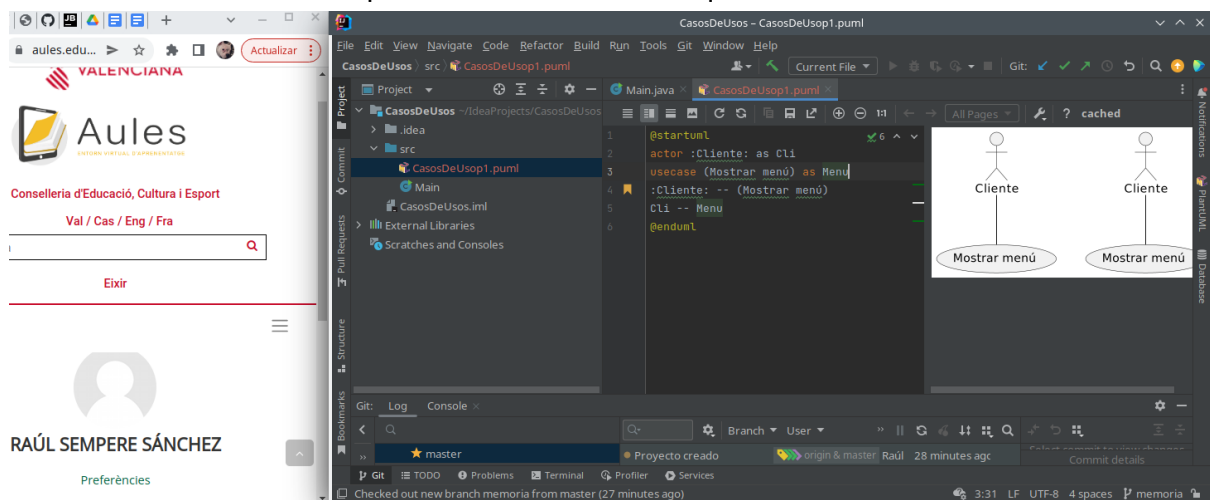 Actualizar
aules.edu...
VALENCIANA
Aules
ENTORN VIRTUAL D'APRENENTATGE
Conselleria d'Educació, Cultura i Esport
Val / Cas / Eng / Fra
Eixir
RAÚL SEMPERE SÁNCHEZ
Preferències
CasosDeUsos – CasosDeUsop1.puml
File Edit View Navigate Code Refactor Build Run Tools Git Window Help
CasosDeUsos src CasosDeUsop1.puml
Current File
Git:
Project
Main.java
CasosDeUsop1.puml
CasosDeUsos ~/IdeaProjects/CasosDeUsos
.idea
src
CasosDeUsop1.puml
Main
CasosDeUsos.iml
External Libraries
Scratches and Consoles
1:1
All Pages
? cached
6
1 @startuml
2 actor :Cliente: as Cli
3 usecase (Mostrar menú) as Menu
4 :Cliente: -- (Mostrar menú)
5 Cli -- Menu
6 @enduml
Cliente
Cliente
Mostrar menú
Mostrar menú
Project
Commit
Pull Requests
Structure
Bookmarks
Notifications
PlantUML
Database
Git: Log Console
Branch User
master
Proyecto creado
origin & master Raúl 28 minutes agc
Commit details
Git TODO Problems Terminal Profiler Services
Checked out new branch memoria from master (27 minutes ago)
3:31 LF UTF-8 4 spaces memoria